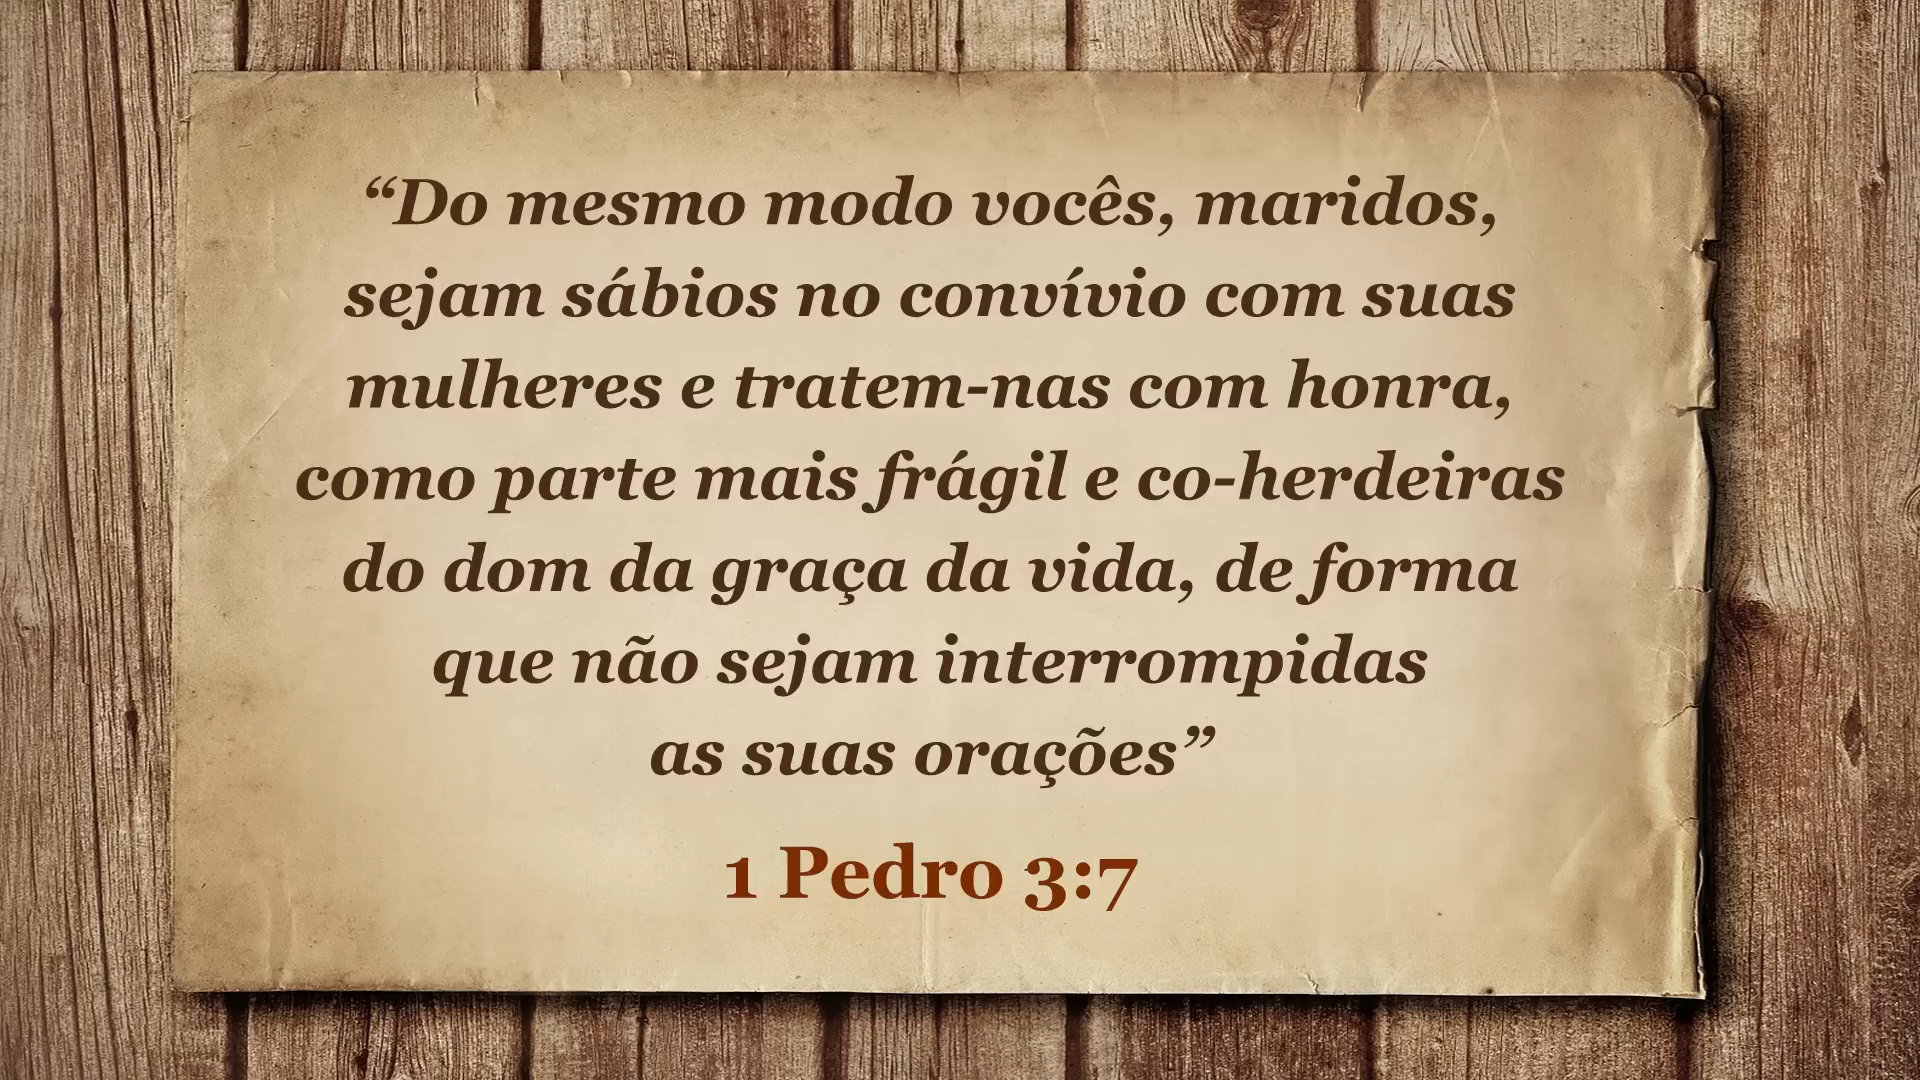 “Do mesmo modo vocês, maridos,
sejam sábios no convívio com suas
mulheres e tratem-nas com honra,
como parte mais frágil e co-herdeiras
do dom da graça da vida, de forma
que não sejam interrompidas
as suas orações”
1 Pedro 3:7